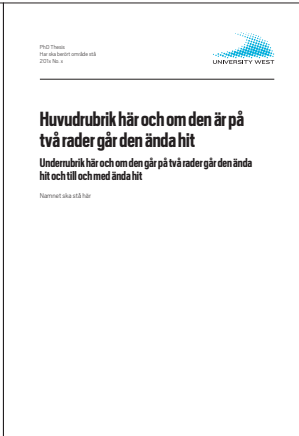 PhD Thesis
Har ska berört område stå
201x No. x
UNIVERSITY WEST
Huvudrubrik här och om den är på
två rader går den ända hit
Underrubrik här och om den går på två rader går den ända
hit och till och med ända hit
Namnet ska stå här